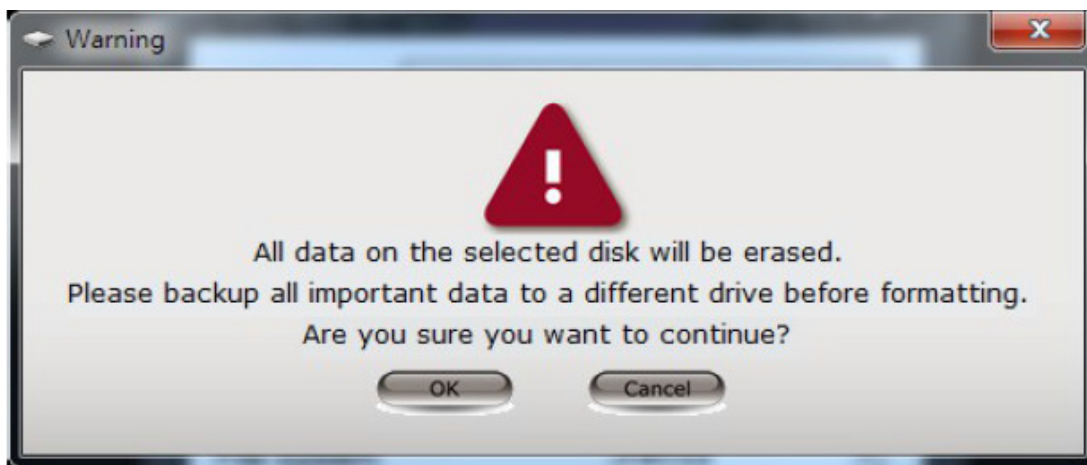 Warning
All data on the selected disk will be erased.
Please backup all important data to a different drive before formatting.
Are you sure you want to continue?
OK
Cancel